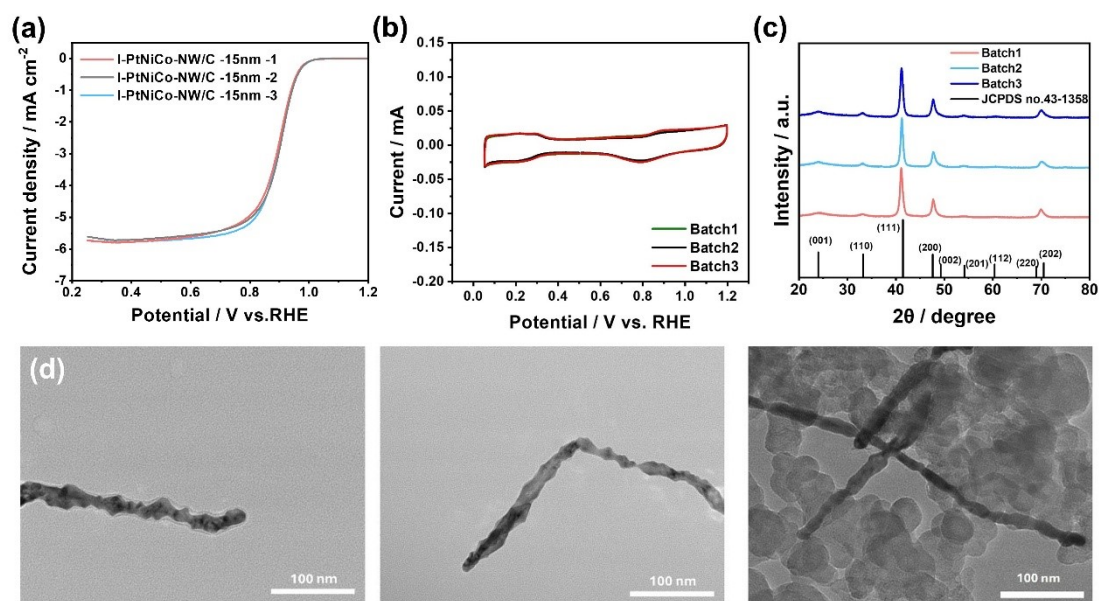 (a)
Current density / mA cm⁻²
0
-1
-2
-3
-4
-5
-6
-7
I-PtNiCo-NW/C -15nm -1
I-PtNiCo-NW/C -15nm -2
I-PtNiCo-NW/C -15nm -3
0.2 0.4 0.6 0.8 1.0 1.2
Potential / V vs.RHE
(b)
Current / mA
0.15
0.10
0.05
0.00
-0.05
-0.10
-0.15
-0.20
Batch1
Batch2
Batch3
0.0 0.2 0.4 0.6 0.8 1.0 1.2
Potential / V vs. RHE
(c)
Intensity / a.u.
Batch1
Batch2
Batch3
JCPDS no.43-1358
(001)
(110)
(111)
(200)
(002)
(201)
(112)
(220)
(202)
20 30 40 50 60 70 80
2θ / degree
(d)
100 nm
100 nm
100 nm